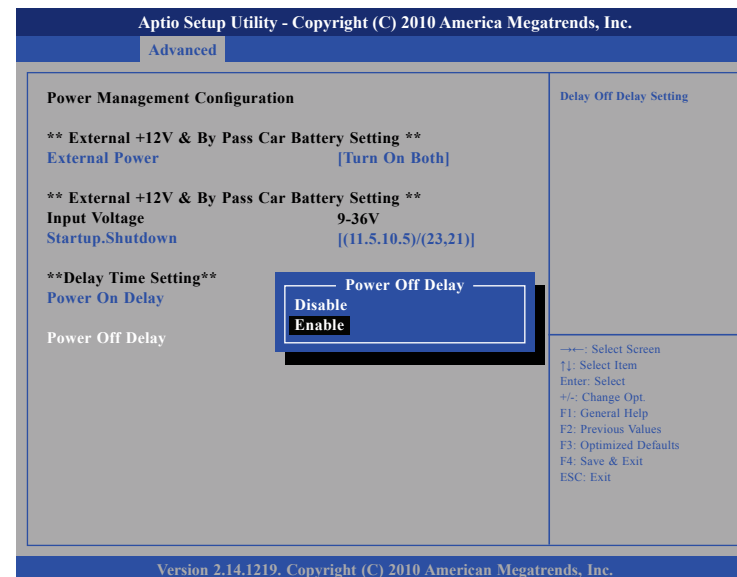 Aptio Setup Utility - Copyright (C) 2010 America Megatrends, Inc.
Advanced
Power Management Configuration
** External +12V & By Pass Car Battery Setting **
External Power [Turn On Both]
** External +12V & By Pass Car Battery Setting **
Input Voltage 9-36V
Startup.Shutdown [(11.5.10.5)/(23,21)]
**Delay Time Setting**
Power On Delay
Power Off Delay
Power Off Delay
Disable
Enable
Delay Off Delay Setting
→←: Select Screen
↑↓: Select Item
Enter: Select
+/-: Change Opt.
F1: General Help
F2: Previous Values
F3: Optimized Defaults
F4: Save & Exit
ESC: Exit
Version 2.14.1219. Copyright (C) 2010 American Megatrends, Inc.